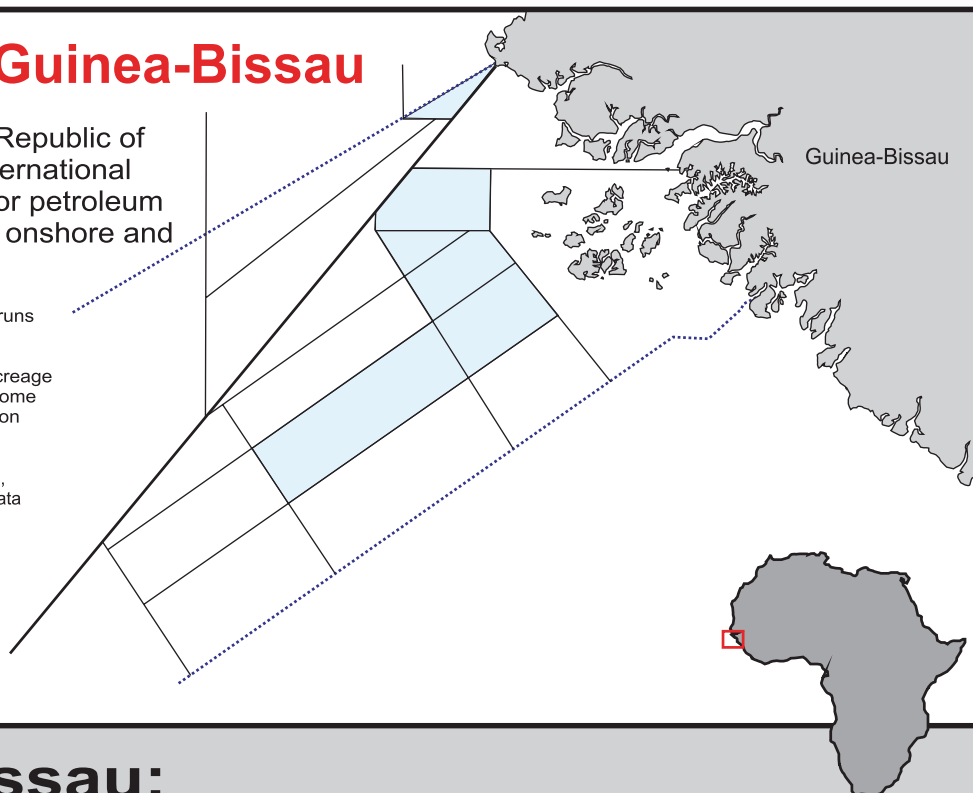 Guinea-Bissau
Republic of
ernational
or petroleum
onshore and
runs
creage
ome
on
,
ata
Guinea-Bissau
ssau: